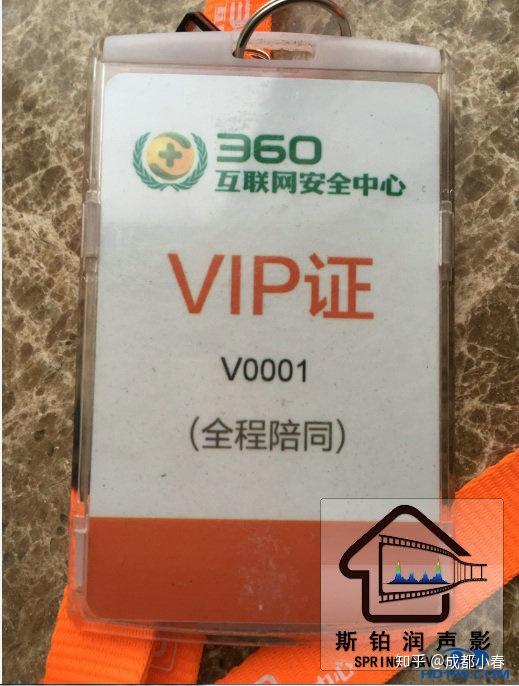 360
互联网安全中心
VIP证
V0001
(全程陪同)
斯铂润声影
知乎 @成都小春